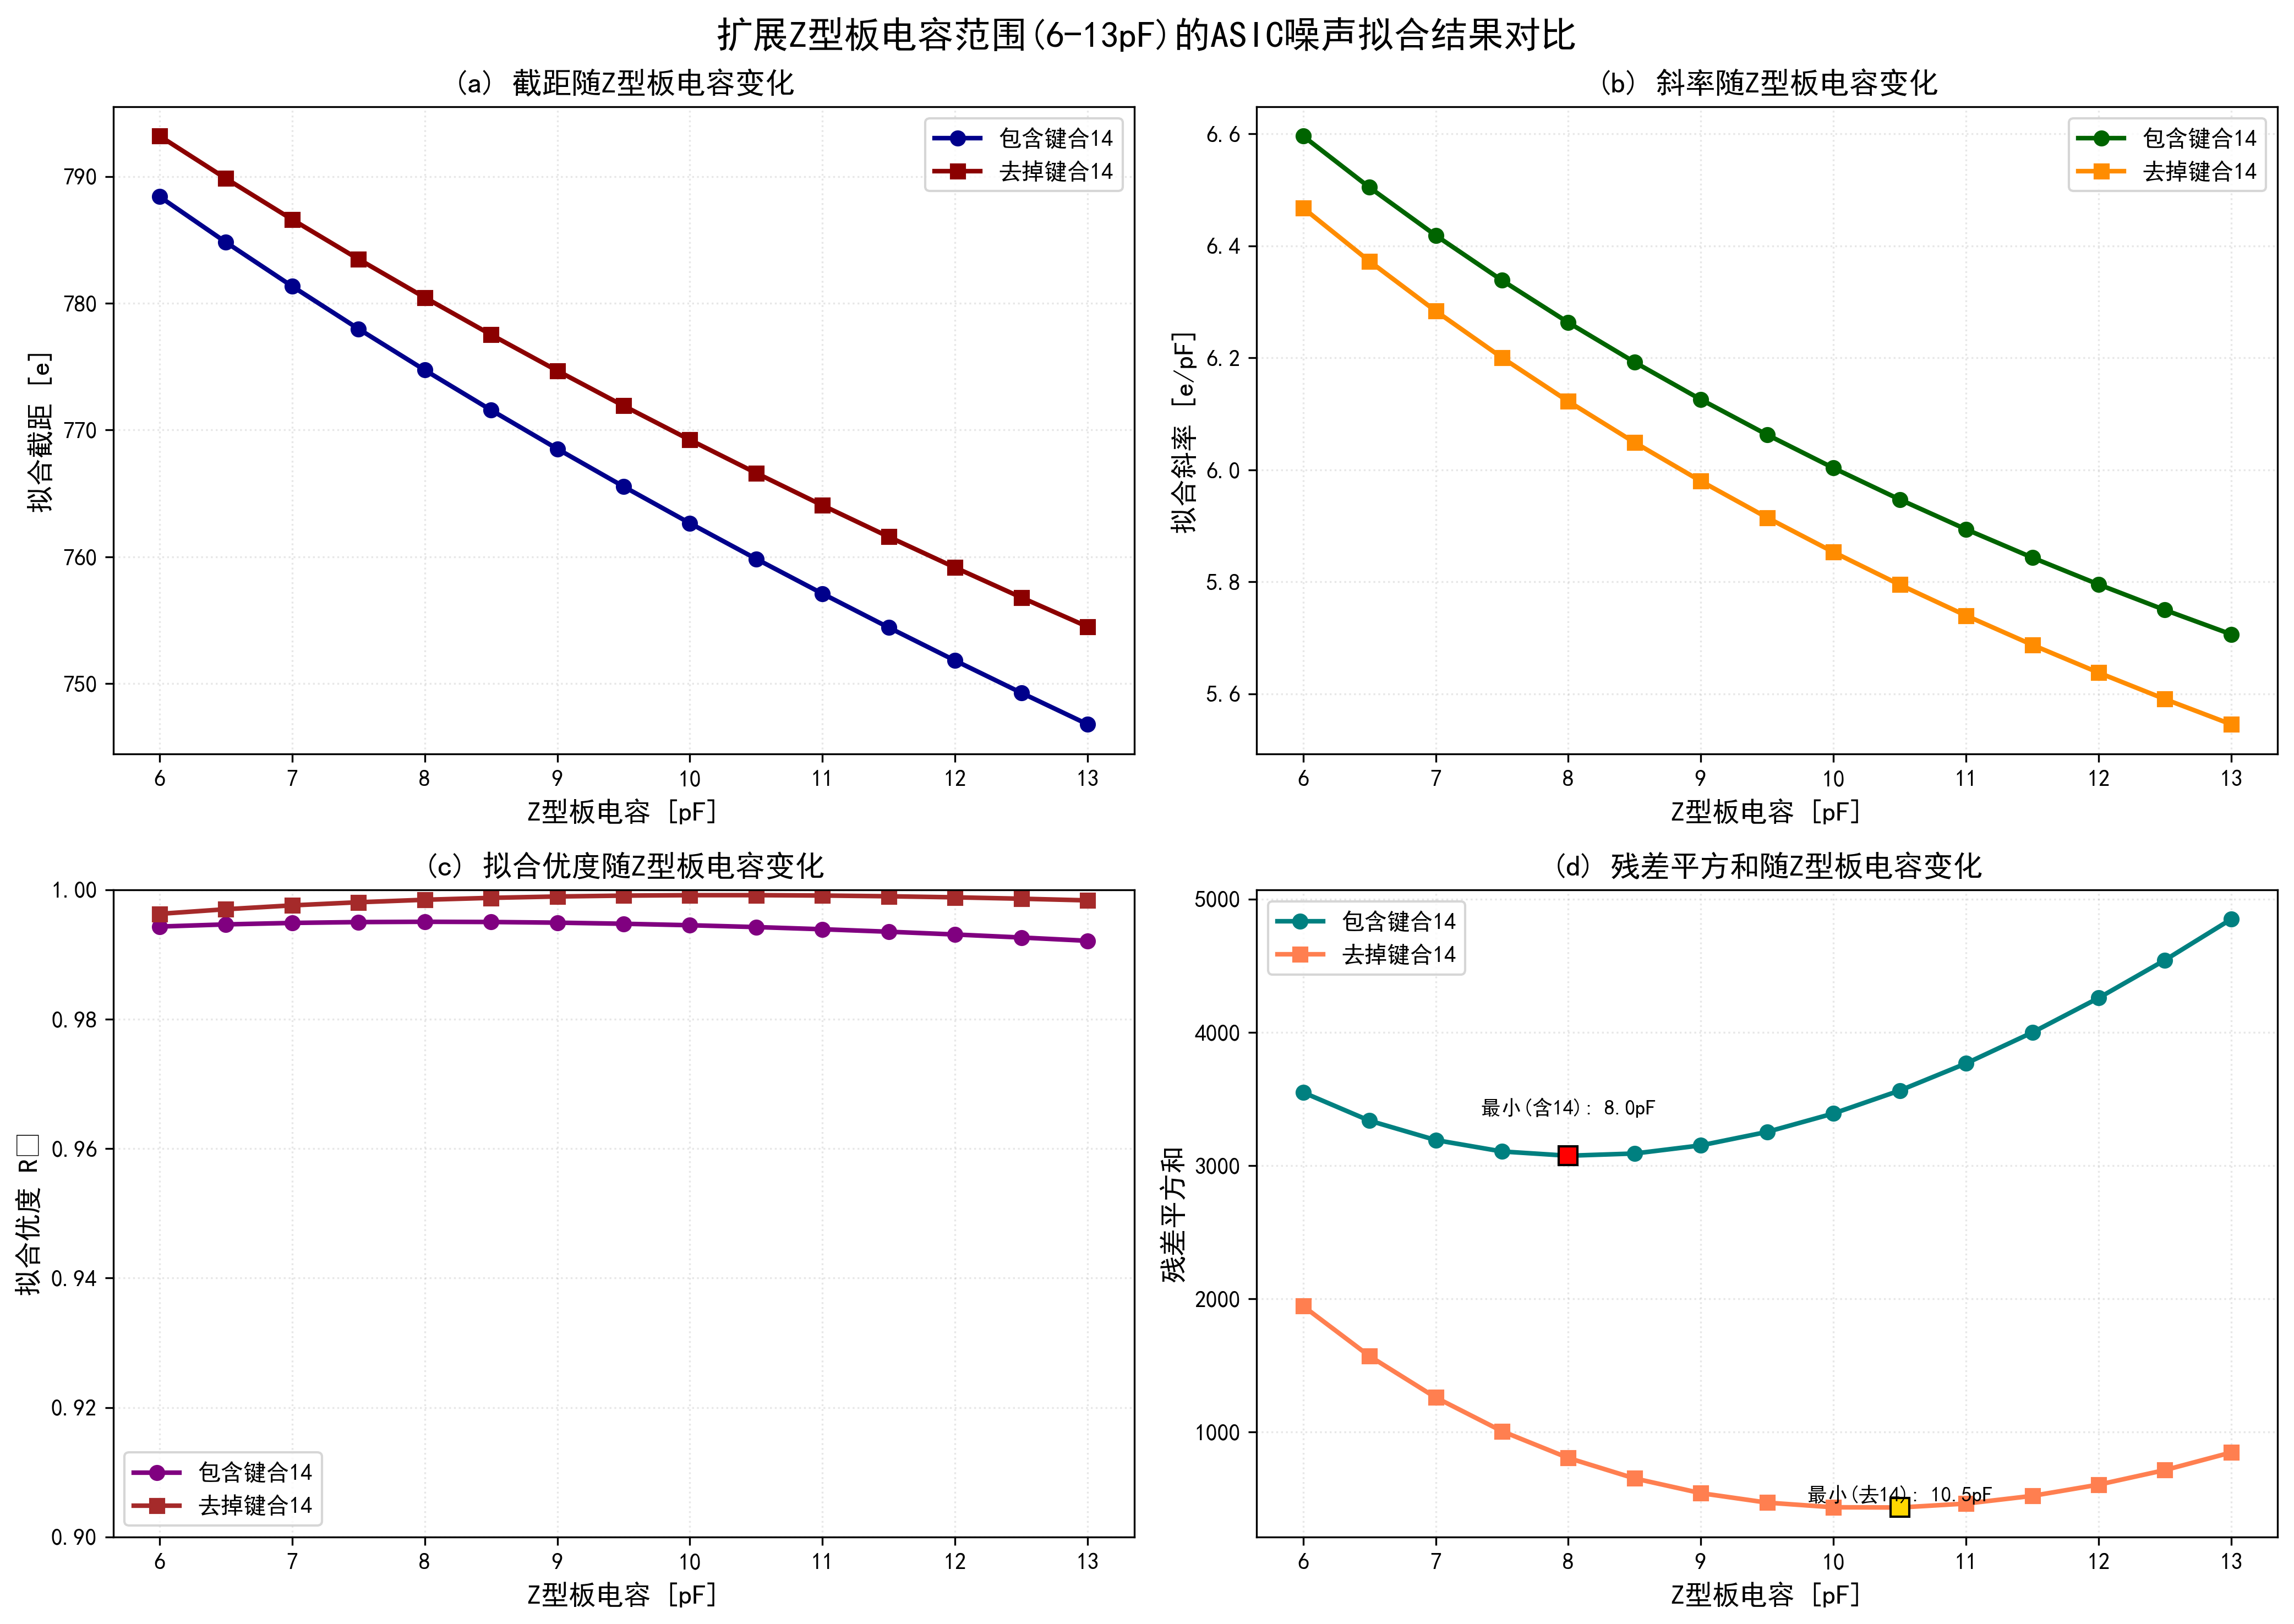 扩展Z型板电容范围(6-13pF)的ASIC噪声拟合结果对比
(a) 截距随Z型板电容变化
790
780
770
760
750
6 7 8 9 10 11 12 13
拟合截距 [e]
Z型板电容 [pF]
包含键合14
去掉键合14
(b) 斜率随Z型板电容变化
6.6
6.4
6.2
6.0
5.8
5.6
6 7 8 9 10 11 12 13
拟合斜率 [e/pF]
Z型板电容 [pF]
包含键合14
去掉键合14
(c) 拟合优度随Z型板电容变化
1.00
0.98
0.96
0.94
0.92
0.90
6 7 8 9 10 11 12 13
拟合优度 R□
Z型板电容 [pF]
包含键合14
去掉键合14
(d) 残差平方和随Z型板电容变化
5000
4000
3000
2000
1000
6 7 8 9 10 11 12 13
残差平方和
Z型板电容 [pF]
包含键合14
去掉键合14
最小(含14): 8.0pF
最小(去14): 10.5pF